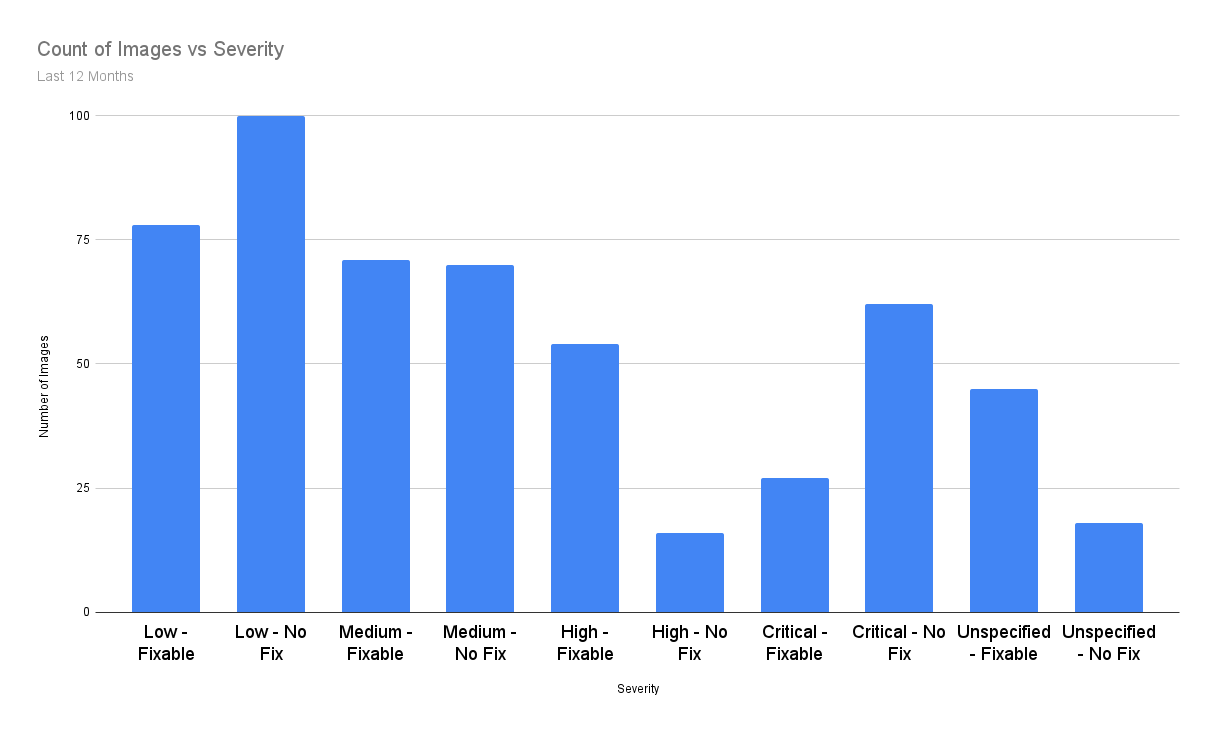 Count of Images vs Severity
Last 12 Months
100
75
50
25
0
Number of Images
Low -
Fixable
Low - No
Fix
Medium -
Fixable
Medium -
No Fix
High -
Fixable
High - No
Fix
Critical -
Fixable
Critical - No
Fix
Unspecified
- Fixable
Unspecified
- No Fix
Severity